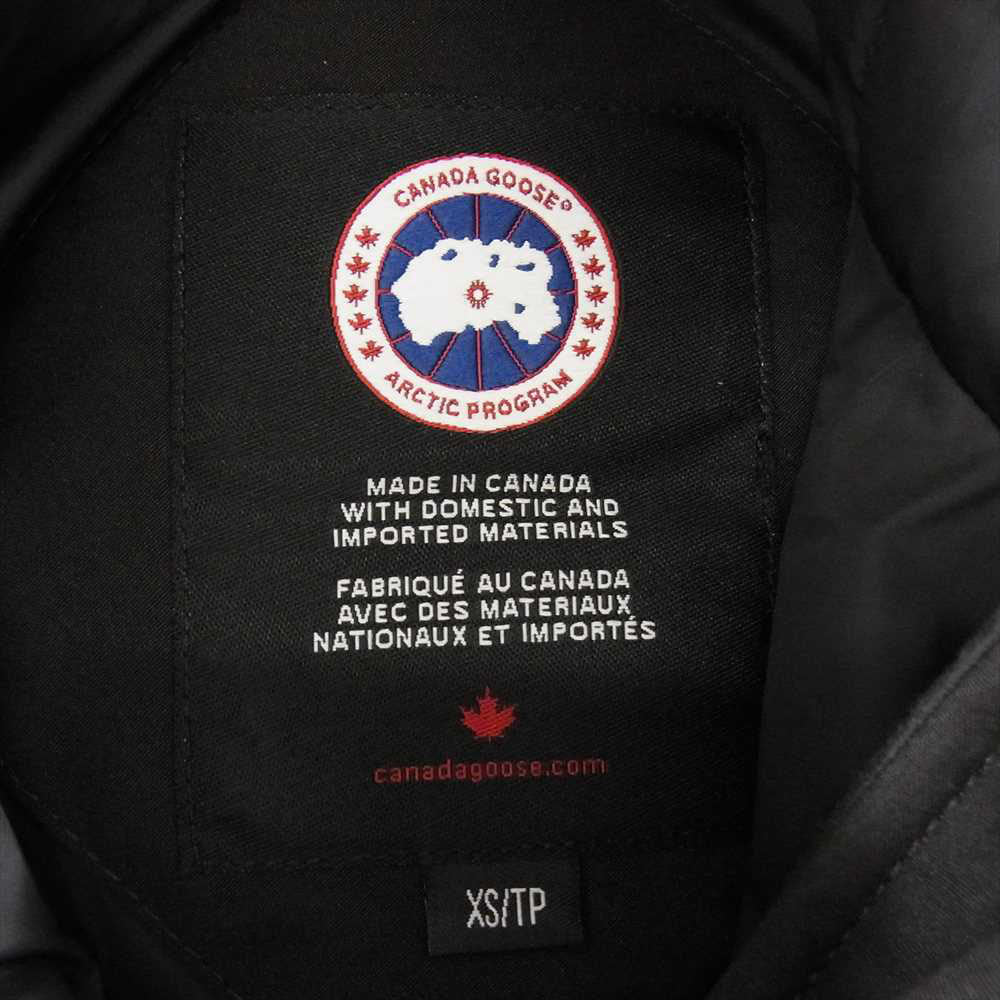 CANADA GOOSE®
ARCTIC PROGRAM
MADE IN CANADA
WITH DOMESTIC AND
IMPORTED MATERIALS
FABRIQUÉ AU CANADA
AVEC DES MATERIAUX
NATIONAUX ET IMPORTÉS
canadagoose.com
XS/TP